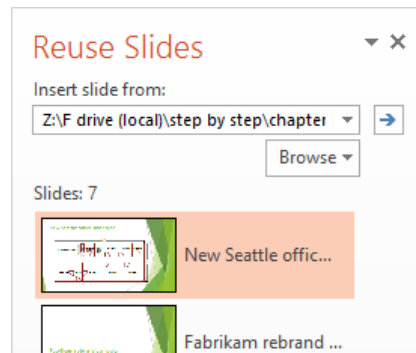 Reuse Slides
Insert slide from:
Z:\F drive (local)\step by step\chapter
Browse
Slides: 7
New Seattle offic...
Fabrikam rebrand ...